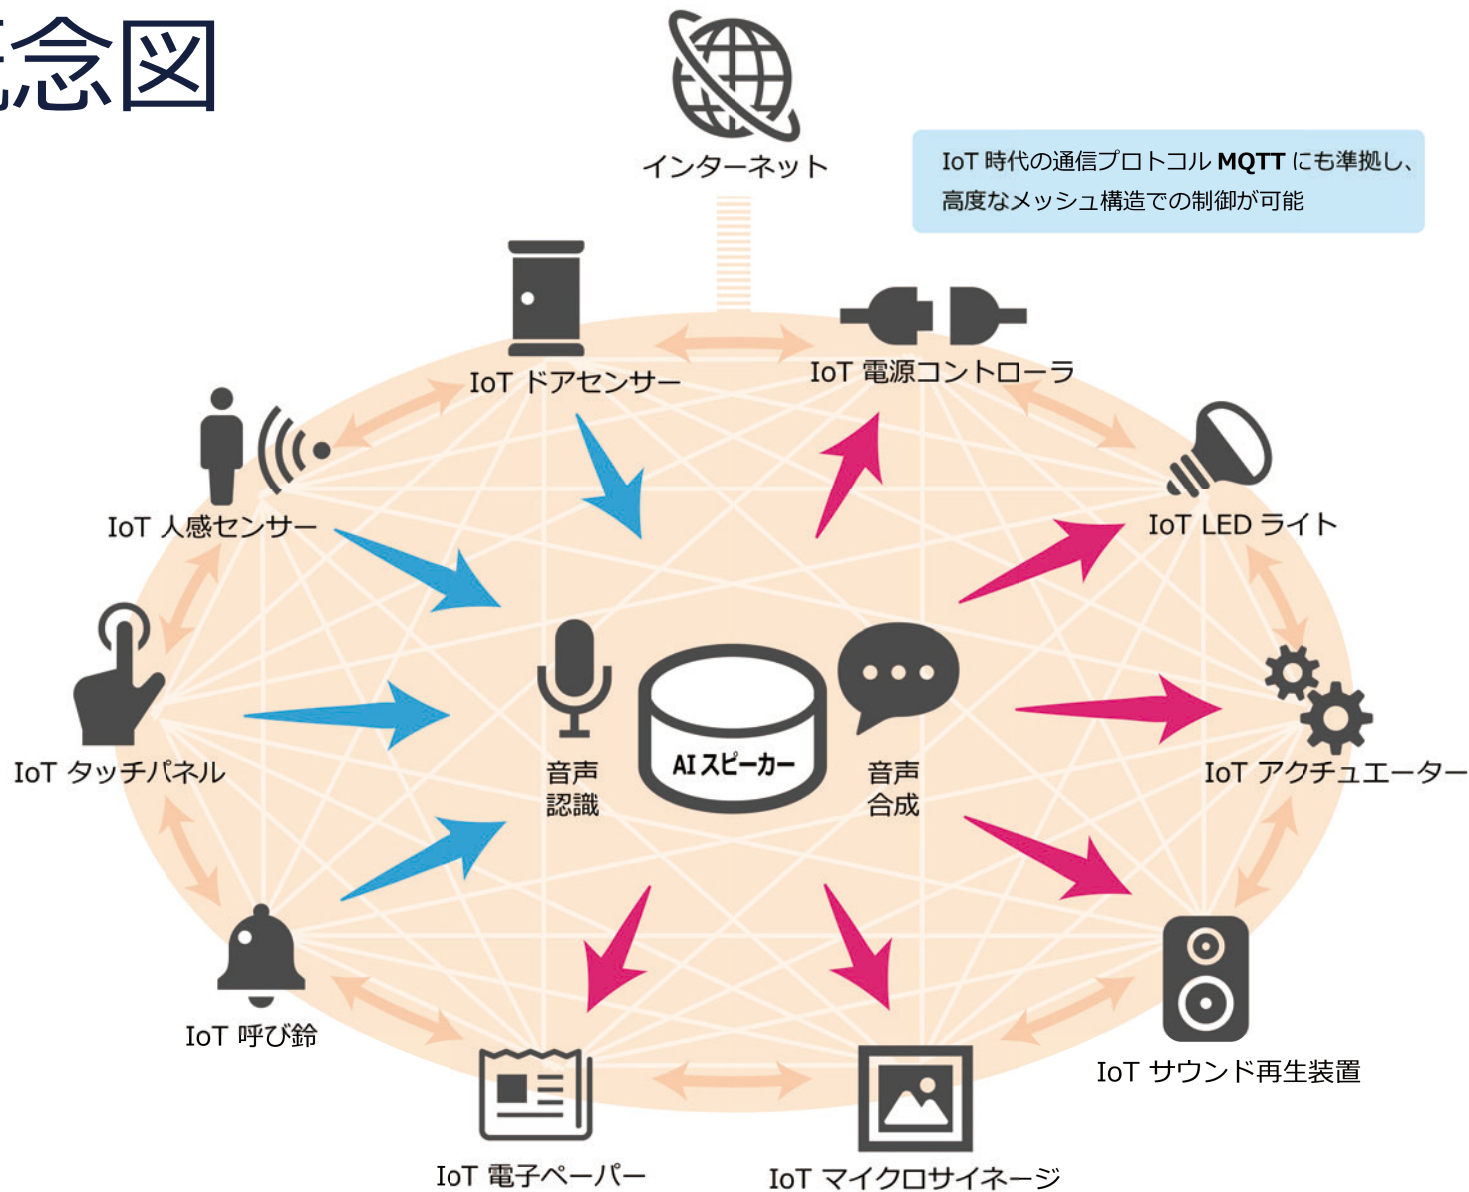 念図
インターネット
IoT 時代の通信プロトコル MQTT にも準拠し、
高度なメッシュ構造での制御が可能
IoT ドアセンサー
IoT 電源コントローラ
IoT 人感センサー
IoT LED ライト
IoT タッチパネル
音声
認識
AI スピーカー
音声
合成
IoT アクチュエーター
IoT 呼び鈴
IoT サウンド再生装置
IoT 電子ペーパー
IoT マイクロサイネージ